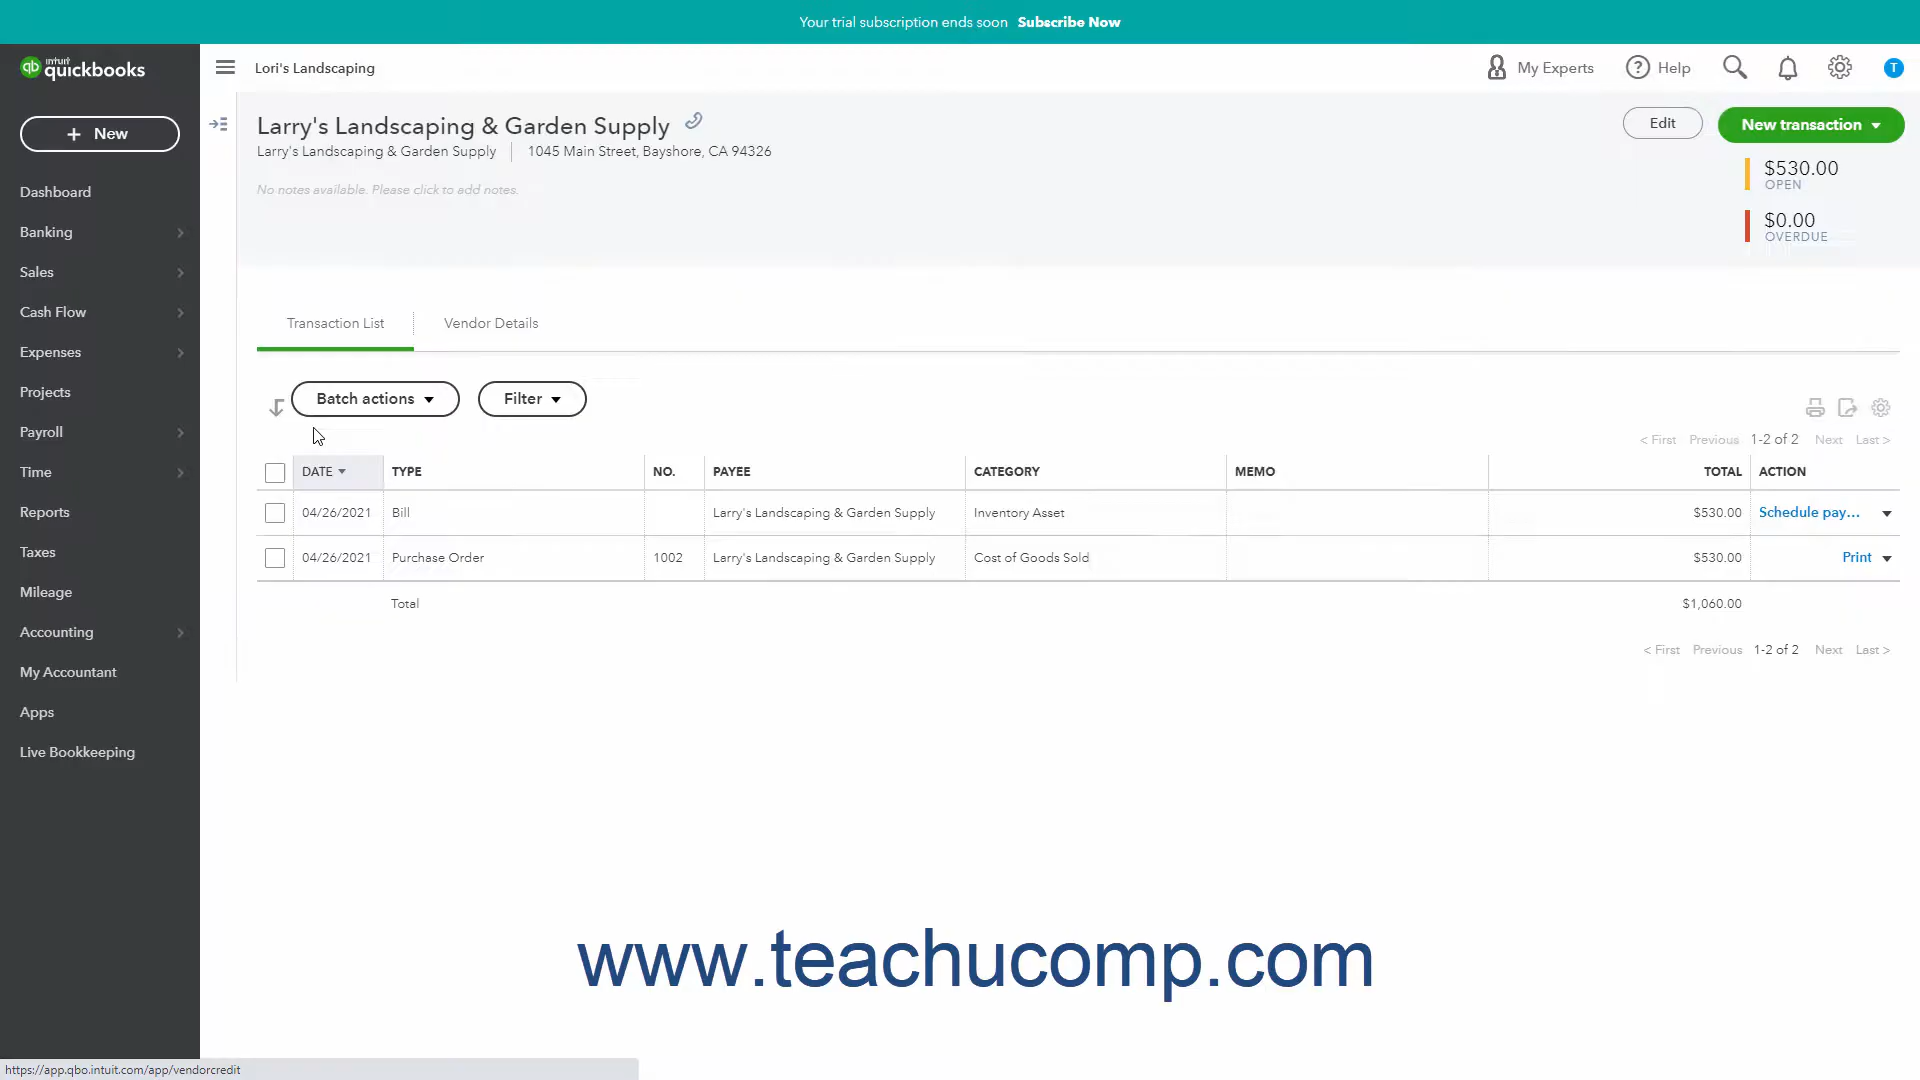 Your trial subscription ends soon Subscribe Now
intuit
quickbooks
Lori's Landscaping
My Experts
Help
T
New
Dashboard
Banking
Sales
Cash Flow
Expenses
Projects
Payroll
Time
Reports
Taxes
Mileage
Accounting
My Accountant
Apps
Live Bookkeeping
Larry's Landscaping & Garden Supply
Larry's Landscaping & Garden Supply 1045 Main Street, Bayshore, CA 94326
No notes available. Please click to add notes.
Edit
New transaction
$530.00
OPEN
$0.00
OVERDUE
Transaction List Vendor Details
Batch actions Filter
< First Previous 1-2 of 2 Next Last >
DATE TYPE NO. PAYEE CATEGORY MEMO TOTAL ACTION
04/26/2021 Bill Larry's Landscaping & Garden Supply Inventory Asset $530.00 Schedule pay...
04/26/2021 Purchase Order 1002 Larry's Landscaping & Garden Supply Cost of Goods Sold $530.00 Print
Total $1,060.00
< First Previous 1-2 of 2 Next Last >
www.teachucomp.com
https://app.qbo.intuit.com/app/vendorcredit